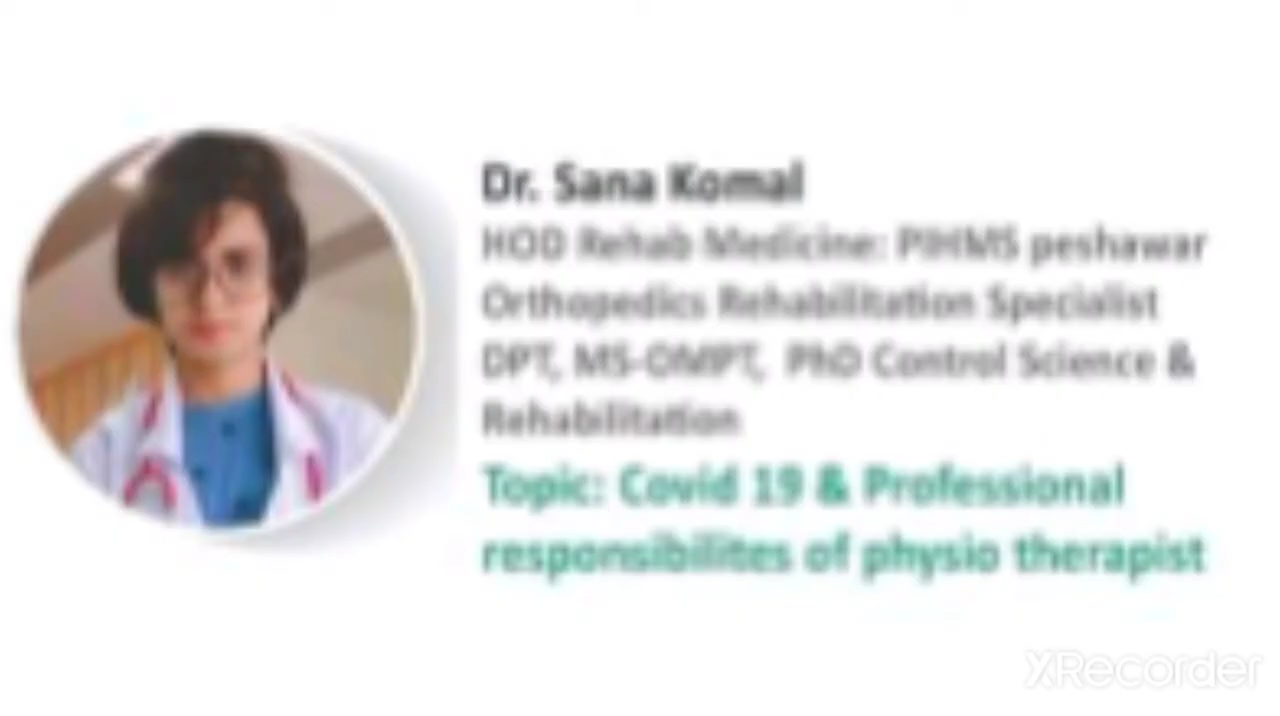 Dr. Sana Komal
HOD Rehab Medicine: PIHMS peshawar
Orthopedics Rehabilitation Specialist
DPT, MS-OMPT, PhD Control Science &
Rehabilitation
Topic: Covid 19 & Professional
responsibilites of physio therapist
XRecorder